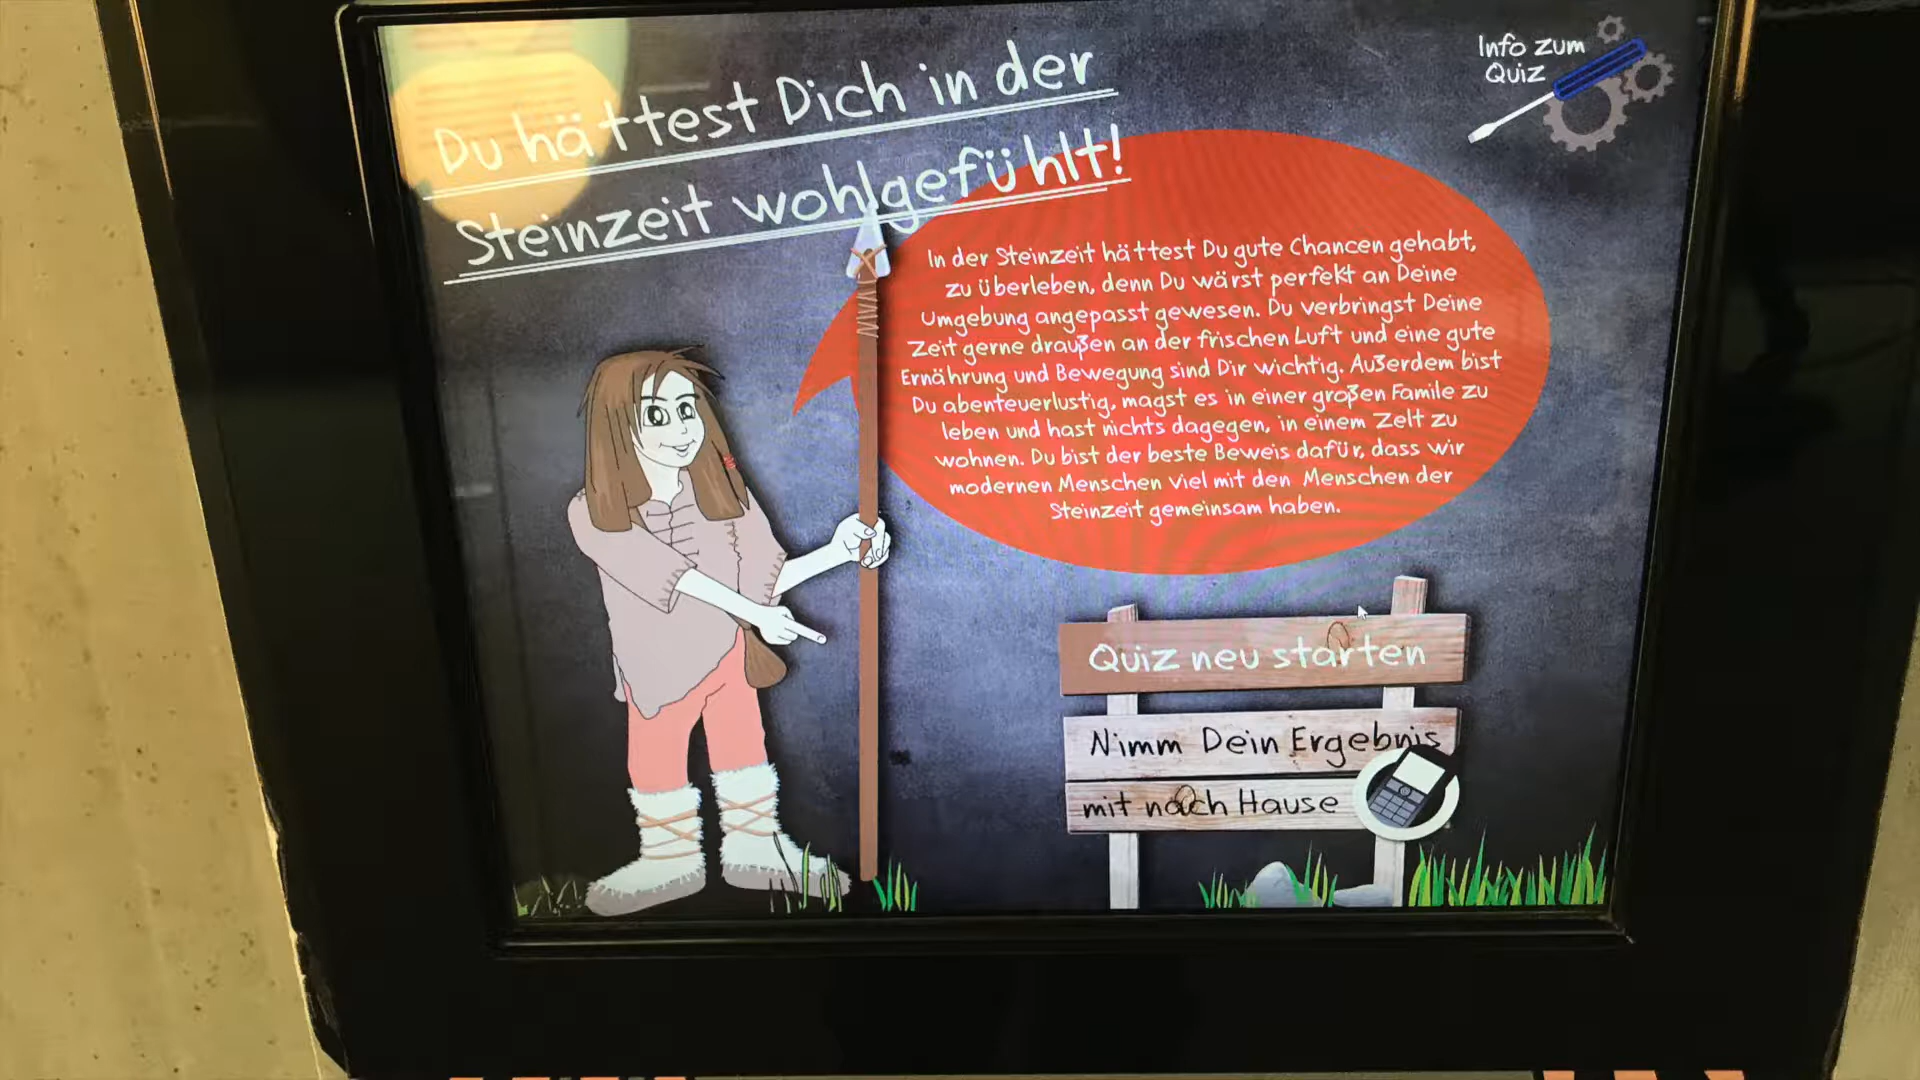 Du hättest Dich in der
Steinzeit wohlgefühlt!
Info zum
Quiz
In der Steinzeit hättest Du gute Chancen gehabt,
zu überleben, denn Du wärst perfekt an Deine
Umgebung angepasst gewesen. Du verbringst Deine
Zeit gerne draußen an der frischen Luft und eine gute
Ernährung und Bewegung sind Dir wichtig. Außerdem bist
Du abenteuerlustig, magst es in einer großen Famile zu
leben und hast nichts dagegen, in einem Zelt zu
wohnen. Du bist der beste Beweis dafür, dass wir
modernen Menschen Viel mit den Menschen der
Steinzeit gemeinsam haben.
Quiz neu starten
Nimm Dein Ergebnis
mit nach Hause